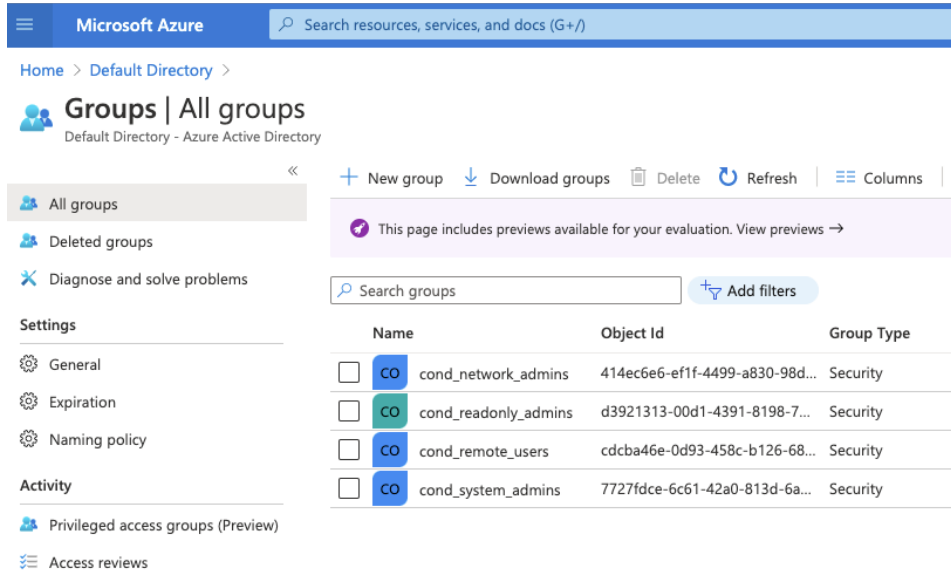 Microsoft Azure
Search resources, services, and docs (G+/)
Home > Default Directory >
Groups | All groups
Default Directory - Azure Active Directory
«
New group
Download groups
Delete
Refresh
Columns
All groups
Deleted groups
Diagnose and solve problems
Settings
General
Expiration
Naming policy
Activity
Privileged access groups (Preview)
Access reviews
This page includes previews available for your evaluation. View previews →
Search groups
Add filters
Name Object Id Group Type
CO cond_network_admins 414ec6e6-ef1f-4499-a830-98d... Security
CO cond_readonly_admins d3921313-00d1-4391-8198-7... Security
CO cond_remote_users cdcba46e-0d93-458c-b126-68... Security
CO cond_system_admins 7727fdce-6c61-42a0-813d-6a... Security